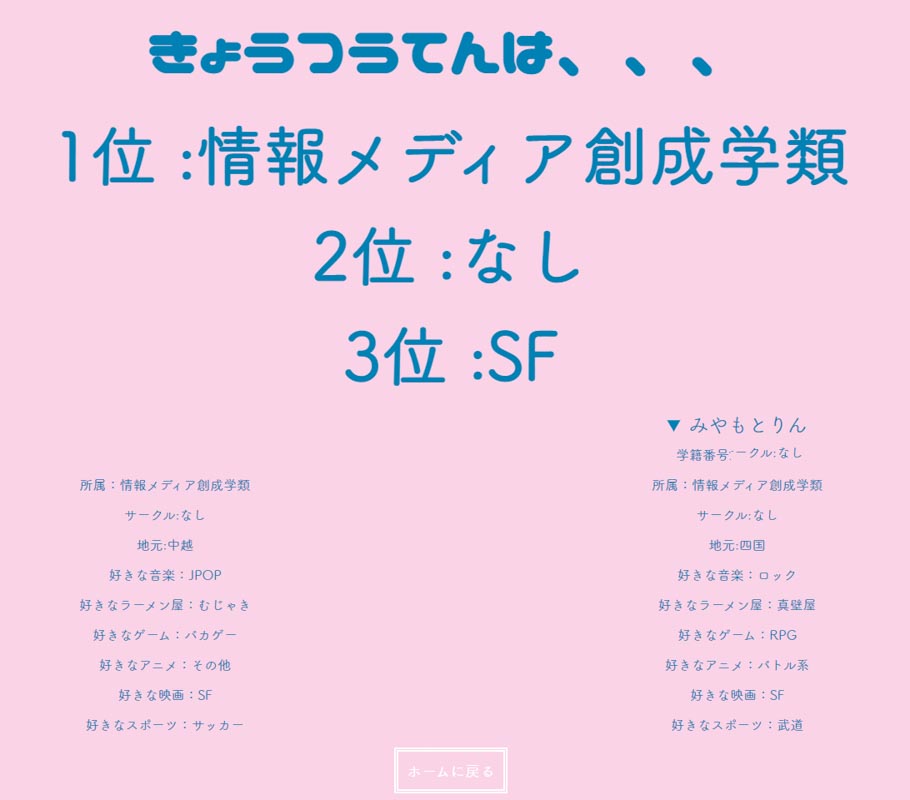 きょうつうてんは、、、
1位 :情報メディア創成学類
2位 :なし
3位 :SF
▼ みやもとりん
学籍番号:ークル:なし
所属：情報メディア創成学類
サークル:なし
地元:中越
好きな音楽：JPOP
好きなラーメン屋：むじゃき
好きなゲーム：バカゲー
好きなアニメ：その他
好きな映画：SF
好きなスポーツ：サッカー
所属：情報メディア創成学類
サークル:なし
地元:四国
好きな音楽：ロック
好きなラーメン屋：真壁屋
好きなゲーム：RPG
好きなアニメ：バトル系
好きな映画：SF
好きなスポーツ：武道
ホームに戻る